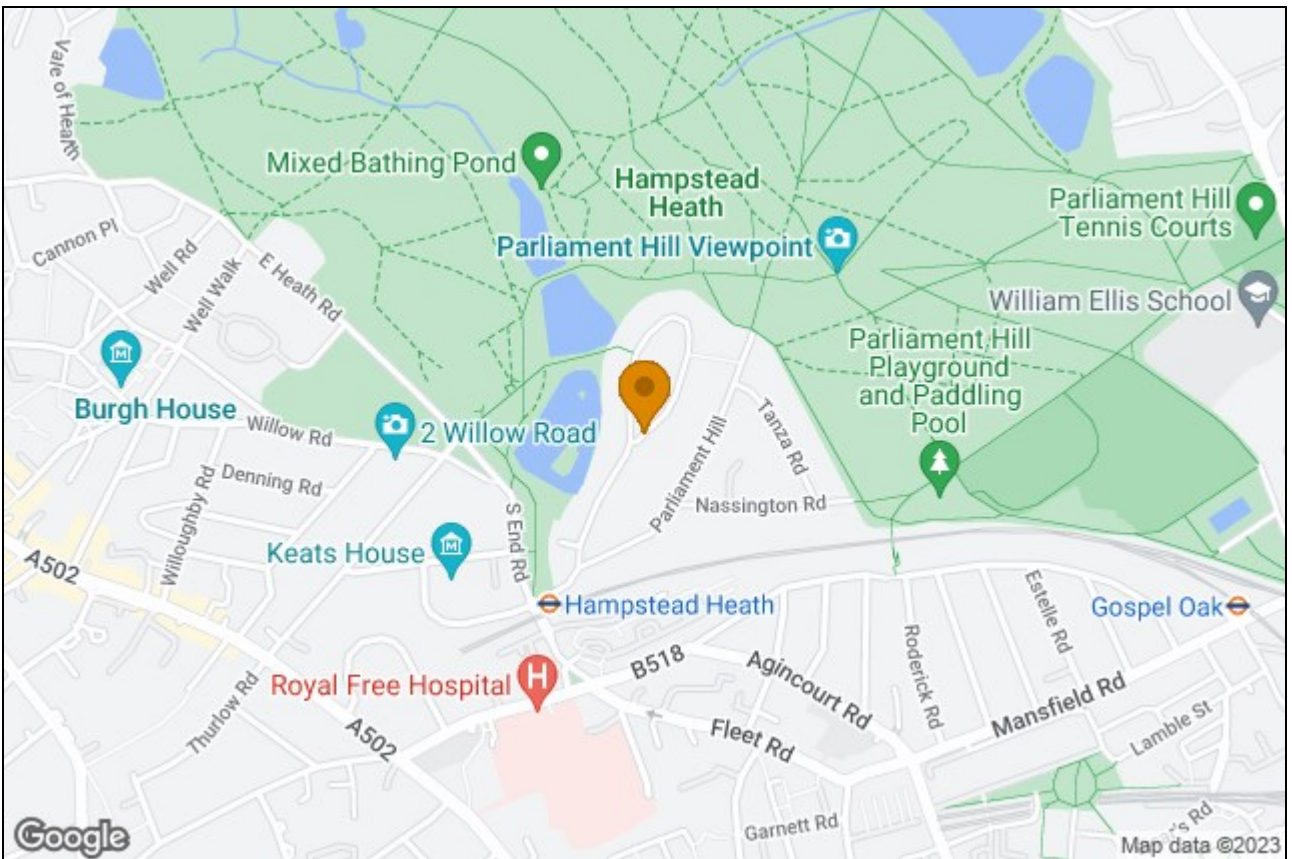 Vale of Health
Mixed Bathing Pond
Hampstead
Heath
Parliament Hill
Tennis Courts
Cannon Pl
Well Rd
Well Walk
E Heath Rd
Parliament Hill Viewpoint
William Ellis School
Parliament Hill
Playground
and Paddling
Pool
Burgh House
Willow Rd
2 Willow Road
Tanza Rd
Parliament Hill
Denning Rd
Willoughby Rd
S End Rd
Nassington Rd
Keats House
A502
Hampstead Heath
Estelle Rd
Gospel Oak
Roderick Rd
B518
Agincourt Rd
Royal Free Hospital
Mansfield Rd
Thurlow Rd
A502
Fleet Rd
Lamble St
Garnett Rd
's Rd
Google
Map data ©2023